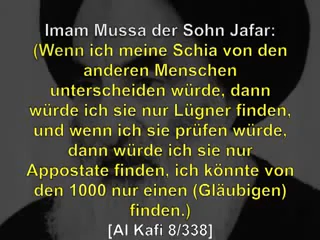 Imam Mussa der Sohn Jafar:
(Wenn ich meine Schia von den
anderen Menschen
unterscheiden würde, dann
würde ich sie nur Lügner finden,
und wenn ich sie prüfen würde,
dann würde ich sie nur
Appostate finden, ich könnte von
den 1000 nur einen (Gläubigen)
finden.)
[Al Kafi 8/338]